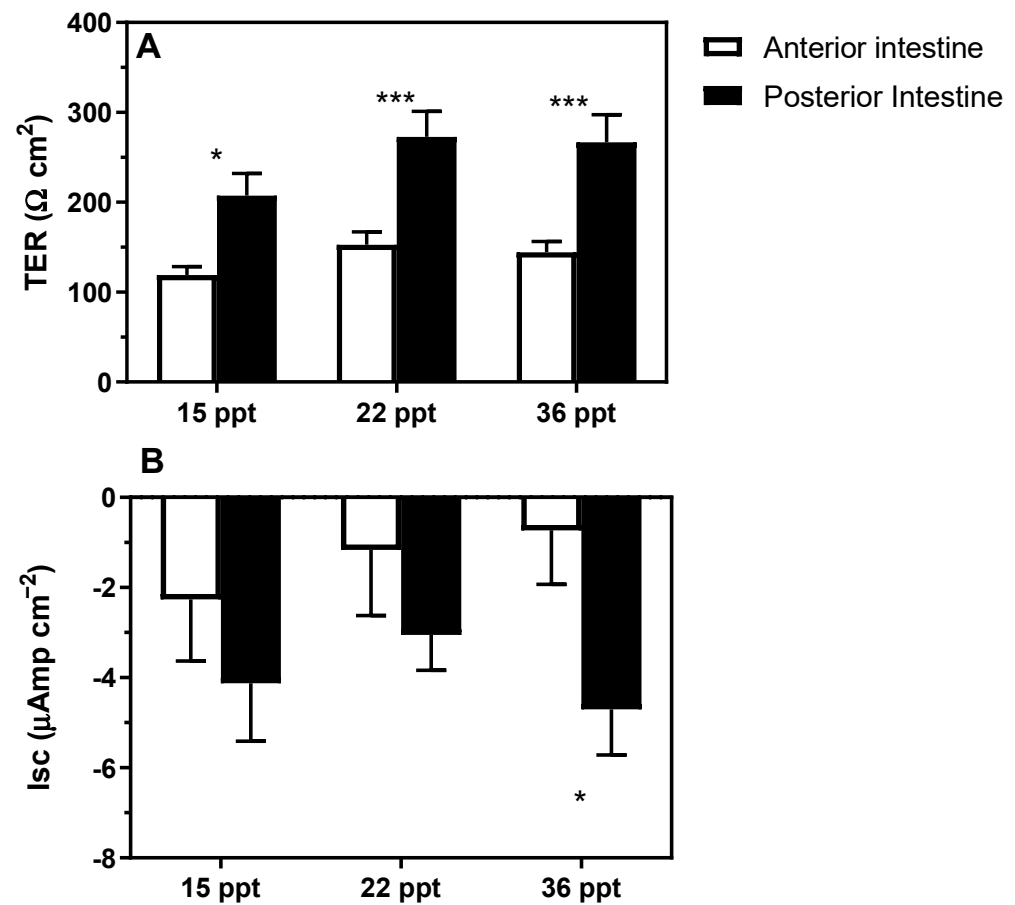 A
Anterior intestine
Posterior Intestine
TER (Ω cm²)
400
300
200
100
0
*
***
***
15 ppt
22 ppt
36 ppt
B
Isc (μAmp cm⁻²)
0
-2
-4
-6
-8
*
15 ppt
22 ppt
36 ppt